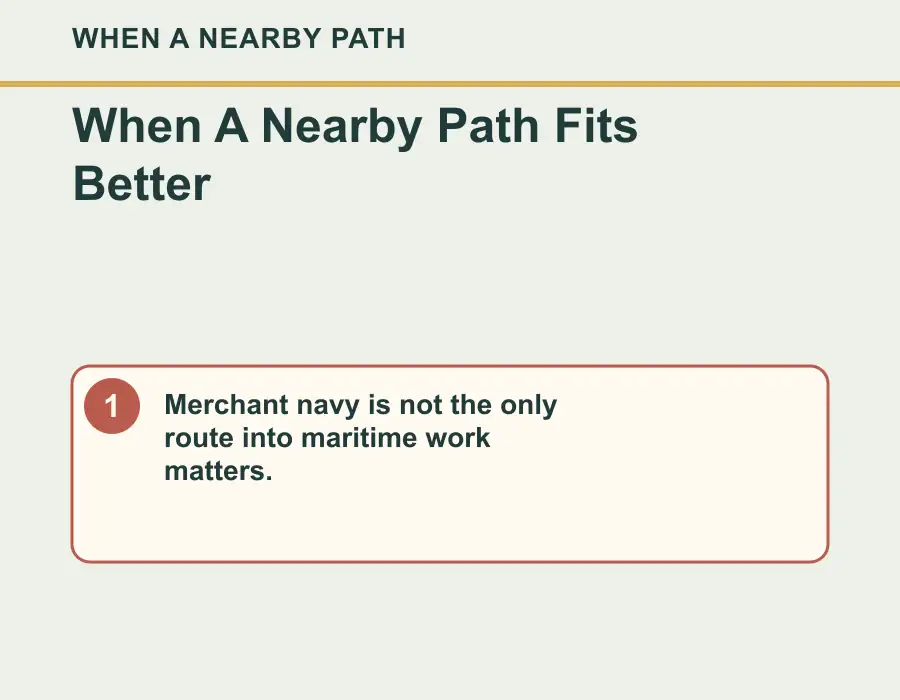 WHEN A NEARBY PATH
When A Nearby Path Fits
Better
1
Merchant navy is not the only
route into maritime work
matters.